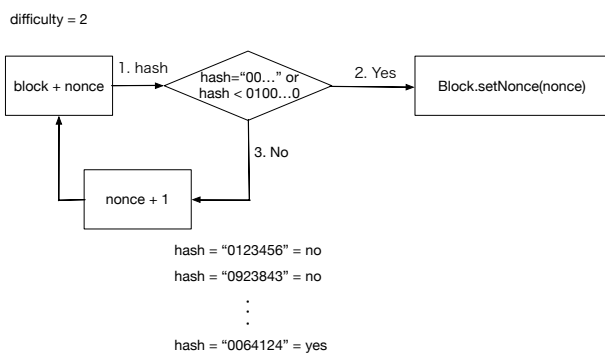 difficulty = 2
block + nonce
1. hash
hash=“00...” or
hash < 0100...0
2. Yes
Block.setNonce(nonce)
3. No
nonce + 1
hash = “0123456” = no
hash = “0923843” = no
.
.
.
hash = “0064124” = yes